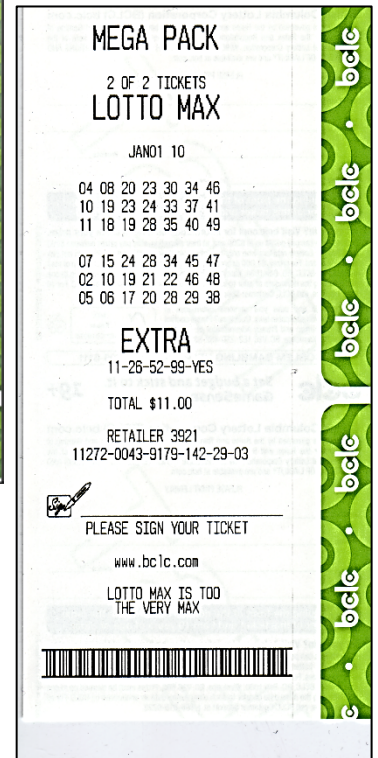 MEGA PACK
2 OF 2 TICKETS
LOTTO MAX
JAN01 10
04 08 20 23 30 34 46
10 19 23 24 33 37 41
11 18 19 28 35 40 49
07 15 24 28 34 45 47
02 10 19 21 22 46 48
05 06 17 20 28 29 38
EXTRA
11-26-52-99-YES
TOTAL $11.00
RETAILER 3921
11272-0043-9179-142-29-03
Sign
PLEASE SIGN YOUR TICKET
www.bclc.com
LOTTO MAX IS TOO
THE VERY MAX
bclc
bclc
bclc
bclc
bclc